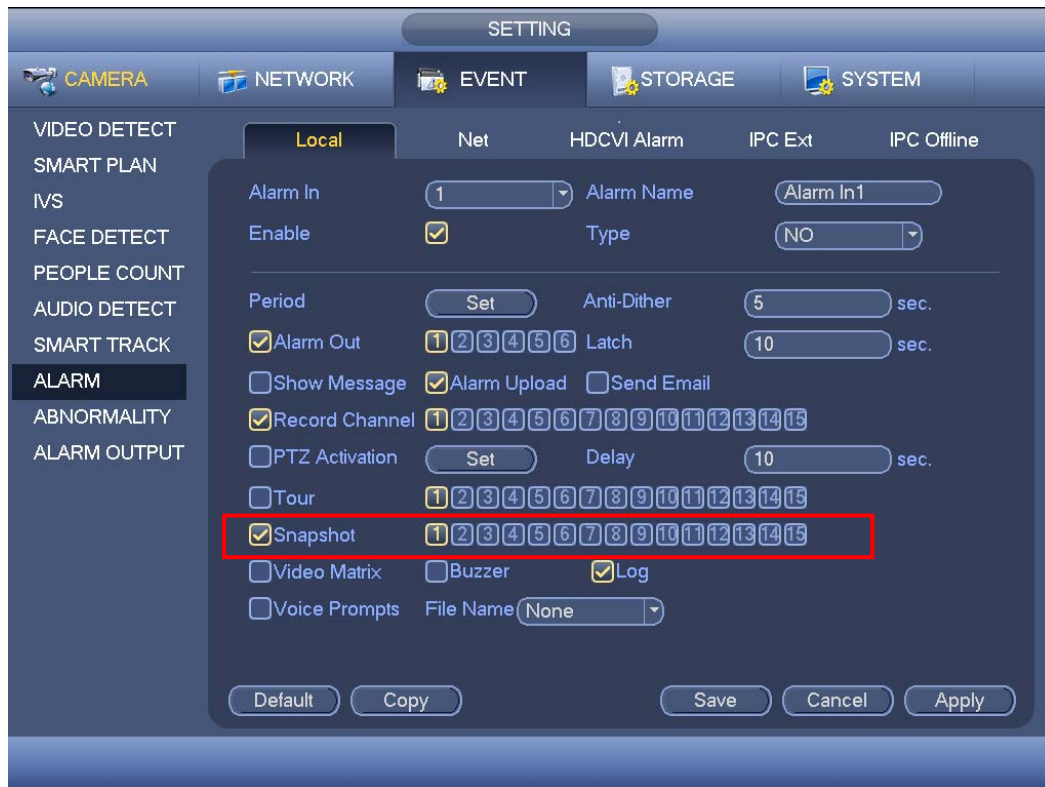 SETTING
CAMERA NETWORK EVENT STORAGE SYSTEM
VIDEO DETECT
SMART PLAN
IVS
FACE DETECT
PEOPLE COUNT
AUDIO DETECT
SMART TRACK
ALARM
ABNORMALITY
ALARM OUTPUT
Local Net HDCVI Alarm IPC Ext IPC Offline
Alarm In 1 Alarm Name Alarm In1
Enable Type NO
Period Set Anti-Dither 5 sec.
Alarm Out 1 2 3 4 5 6 Latch 10 sec.
Show Message Alarm Upload Send Email
Record Channel 1 2 3 4 5 6 7 8 9 10 11 12 13 14 15
PTZ Activation Set Delay 10 sec.
Tour 1 2 3 4 5 6 7 8 9 10 11 12 13 14 15
Snapshot 1 2 3 4 5 6 7 8 9 10 11 12 13 14 15
Video Matrix Buzzer Log
Voice Prompts File Name None
Default Copy Save Cancel Apply